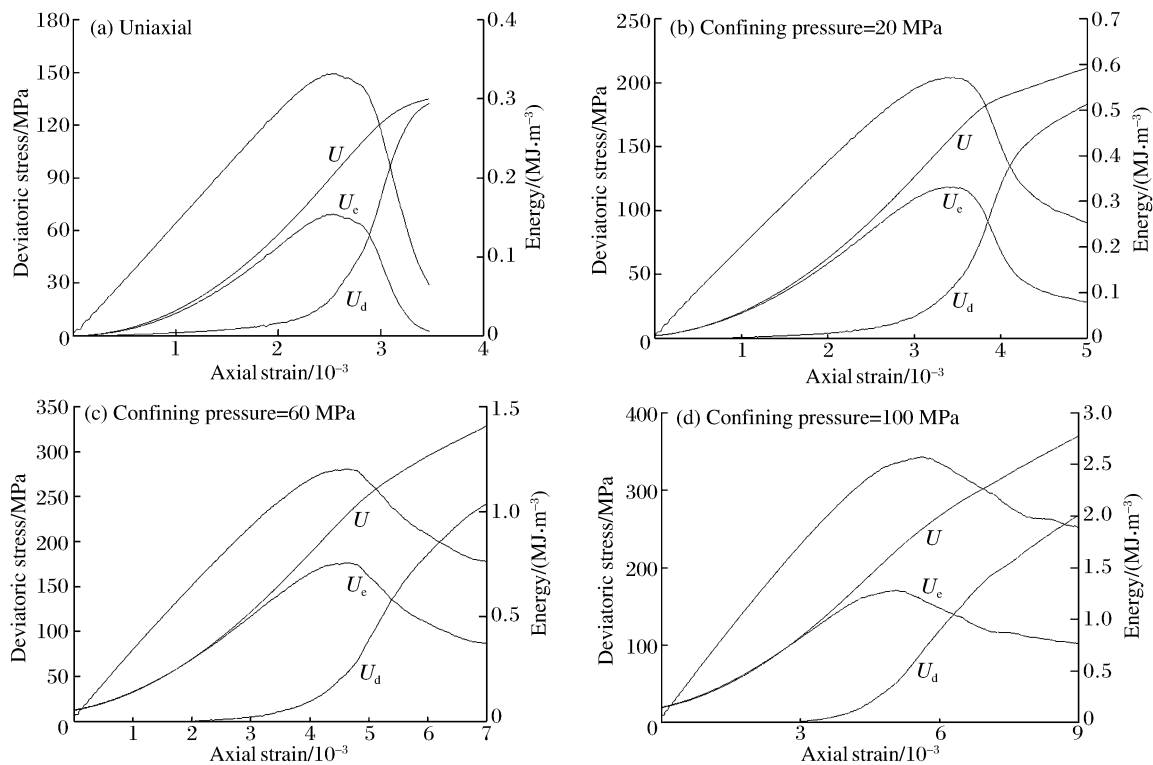 (a) Uniaxial
Deviatoric stress/MPa
180
150
120
90
60
30
0
1
2
3
4
Axial strain/10⁻³
0.4
0.3
0.2
0.1
0
Energy/(MJ·m⁻³)
U
Uₑ
U_d
(b) Confining pressure=20 MPa
Deviatoric stress/MPa
250
200
150
100
50
0
1
2
3
4
5
Axial strain/10⁻³
0.7
0.6
0.5
0.4
0.3
0.2
0.1
0
Energy/(MJ·m⁻³)
U
Uₑ
U_d
(c) Confining pressure=60 MPa
Deviatoric stress/MPa
350
300
250
200
150
100
50
0
1
2
3
4
5
6
7
Axial strain/10⁻³
1.5
1.0
0.5
0
Energy/(MJ·m⁻³)
U
Uₑ
U_d
(d) Confining pressure=100 MPa
Deviatoric stress/MPa
400
300
200
100
0
3
6
9
Axial strain/10⁻³
3.0
2.5
2.0
1.5
1.0
0.5
0
Energy/(MJ·m⁻³)
U
Uₑ
U_d